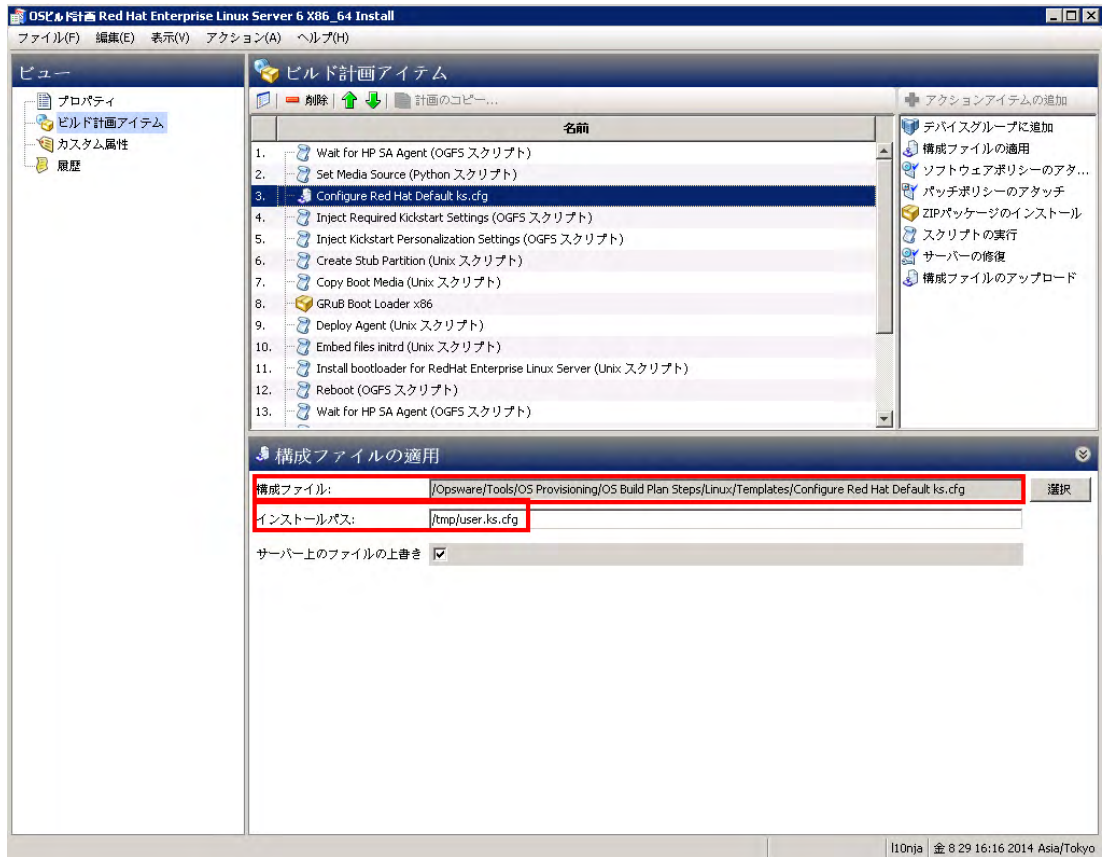 OSビルド計画 Red Hat Enterprise Linux Server 6 X86_64 Install
ファイル(F) 編集(E) 表示(V) アクション(A) ヘルプ(H)
ビュー
プロパティ
ビルド計画アイテム
カスタム属性
履歴
ビルド計画アイテム
削除 計画のコピー...
名前
1. Wait for HP SA Agent (OGFS スクリプト)
2. Set Media Source (Python スクリプト)
3. Configure Red Hat Default ks.cfg
4. Inject Required Kickstart Settings (OGFS スクリプト)
5. Inject Kickstart Personalization Settings (OGFS スクリプト)
6. Create Stub Partition (Unix スクリプト)
7. Copy Boot Media (Unix スクリプト)
8. GRuB Boot Loader x86
9. Deploy Agent (Unix スクリプト)
10. Embed files initrd (Unix スクリプト)
11. Install bootloader for RedHat Enterprise Linux Server (Unix スクリプト)
12. Reboot (OGFS スクリプト)
13. Wait for HP SA Agent (OGFS スクリプト)
アクションアイテムの追加
デバイスグループに追加
構成ファイルの適用
ソフトウェアポリシーのアタ...
パッチポリシーのアタッチ
ZIPパッケージのインストール
スクリプトの実行
サーバーの修復
構成ファイルのアップロード
構成ファイルの適用
構成ファイル: /Opsware/Tools/OS Provisioning/OS Build Plan Steps/Linux/Templates/Configure Red Hat Default ks.cfg 選択
インストールパス: /tmp/user.ks.cfg
サーバー上のファイルの上書き
l10nja 金 8 29 16:16 2014 Asia/Tokyo